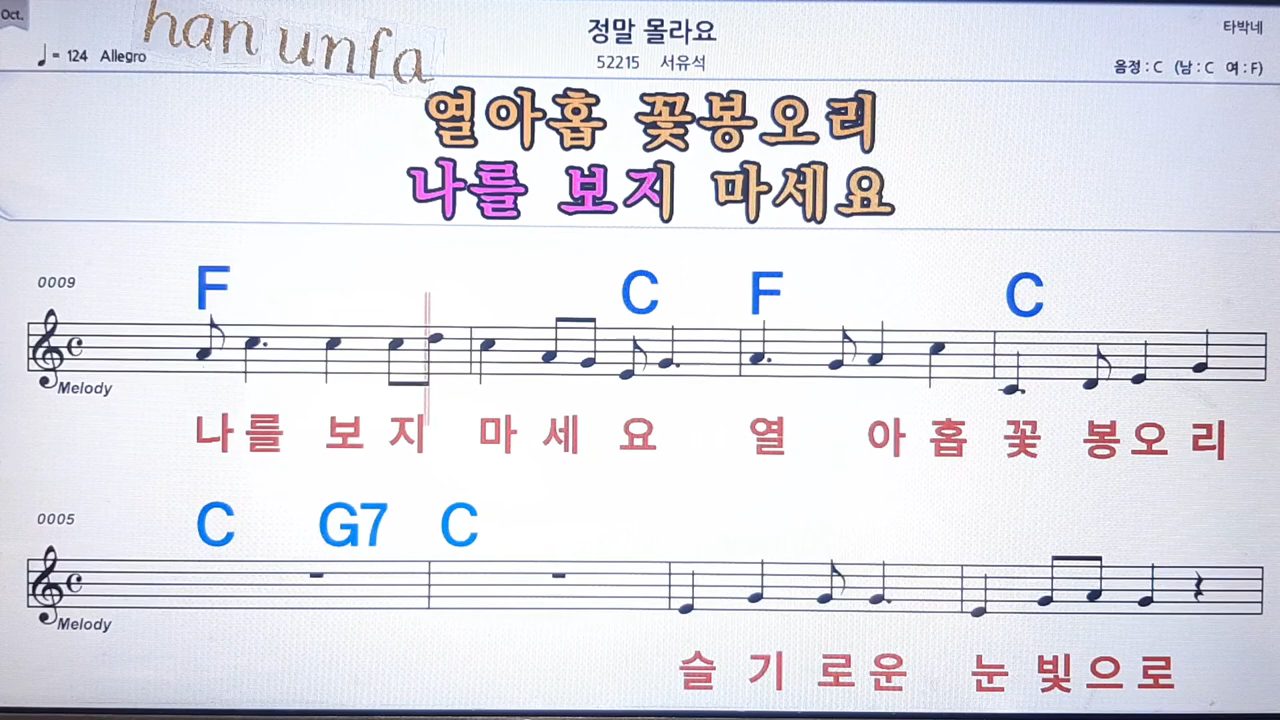 Oct.
han unfa
정말 몰라요
타박네
♩= 124 Allegro
52215 서유석
음정 : C (남 : C 여 : F)
열아홉 꽃봉오리
나를 보지 마세요
0009
F C F C
Melody
나를 보지 마세요 열 아홉 꽃 봉오리
0005
C G7 C
Melody
슬기로운 눈빛으로